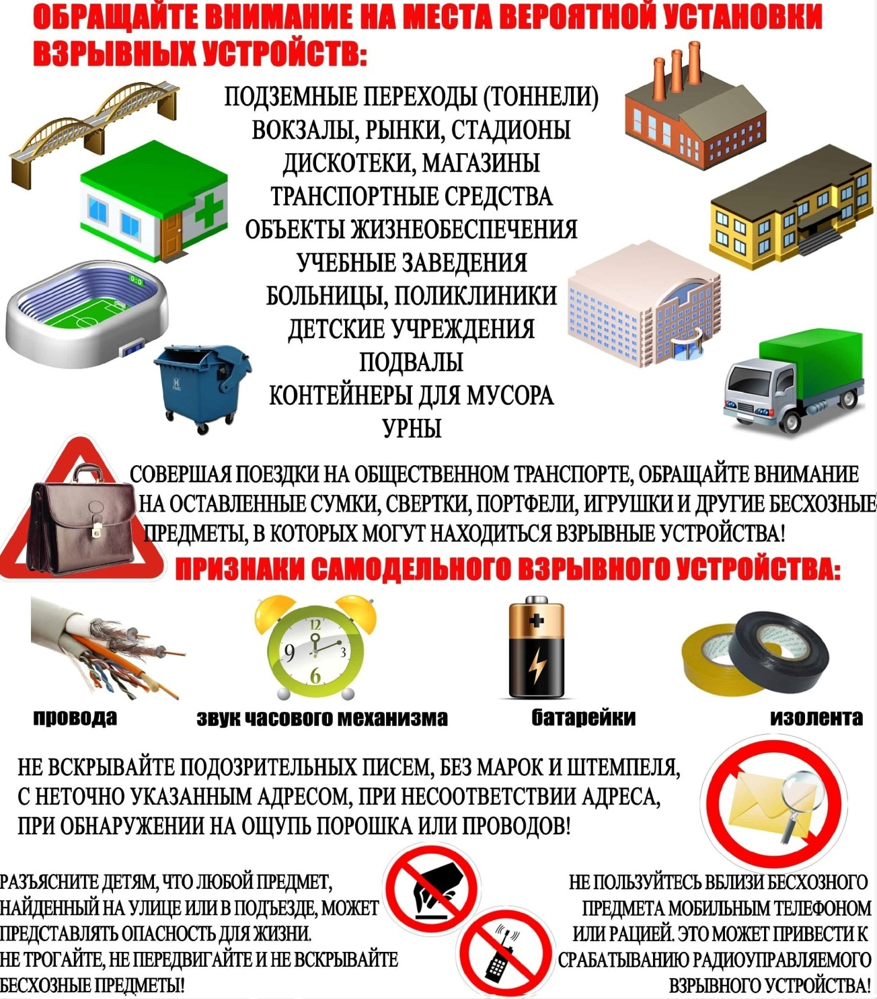 ОБРАЩАЙТЕ ВНИМАНИЕ НА МЕСТА ВЕРОЯТНОЙ УСТАНОВКИ
ВЗРЫВНЫХ УСТРОЙСТВ:
ПОДЗЕМНЫЕ ПЕРЕХОДЫ (ТОННЕЛИ)
ВОКЗАЛЫ, РЫНКИ, СТАДИОНЫ
ДИСКОТЕКИ, МАГАЗИНЫ
ТРАНСПОРТНЫЕ СРЕДСТВА
ОБЪЕКТЫ ЖИЗНЕОБЕСПЕЧЕНИЯ
УЧЕБНЫЕ ЗАВЕДЕНИЯ
БОЛЬНИЦЫ, ПОЛИКЛИНИКИ
ДЕТСКИЕ УЧРЕЖДЕНИЯ
ПОДВАЛЫ
КОНТЕЙНЕРЫ ДЛЯ МУСОРА
УРНЫ
0:0
СОВЕРШАЯ ПОЕЗДКИ НА ОБЩЕСТВЕННОМ ТРАНСПОРТЕ, ОБРАЩАЙТЕ ВНИМАНИЕ
НА ОСТАВЛЕННЫЕ СУМКИ, СВЕРТКИ, ПОРТФЕЛИ, ИГРУШКИ И ДРУГИЕ БЕСХОЗНЫЕ
ПРЕДМЕТЫ, В КОТОРЫХ МОГУТ НАХОДИТЬСЯ ВЗРЫВНЫЕ УСТРОЙСТВА!
ПРИЗНАКИ САМОДЕЛЬНОГО ВЗРЫВНОГО УСТРОЙСТВА:
12
9 3
6
провода
звук часового механизма
батарейки
изолента
НЕ ВСКРЫВАЙТЕ ПОДОЗРИТЕЛЬНЫХ ПИСЕМ, БЕЗ МАРОК И ШТЕМПЕЛЯ,
С НЕТОЧНО УКАЗАННЫМ АДРЕСОМ, ПРИ НЕСООТВЕТСТВИИ АДРЕСА,
ПРИ ОБНАРУЖЕНИИ НА ОЩУПЬ ПОРОШКА ИЛИ ПРОВОДОВ!
РАЗЪЯСНИТЕ ДЕТЯМ, ЧТО ЛЮБОЙ ПРЕДМЕТ,
НАЙДЕННЫЙ НА УЛИЦЕ ИЛИ В ПОДЪЕЗДЕ, МОЖЕТ
ПРЕДСТАВЛЯТЬ ОПАСНОСТЬ ДЛЯ ЖИЗНИ.
НЕ ТРОГАЙТЕ, НЕ ПЕРЕДВИГАЙТЕ И НЕ ВСКРЫВАЙТЕ
БЕСХОЗНЫЕ ПРЕДМЕТЫ!
НЕ ПОЛЬЗУЙТЕСЬ ВБЛИЗИ БЕСХОЗНОГО
ПРЕДМЕТА МОБИЛЬНЫМ ТЕЛЕФОНОМ
ИЛИ РАЦИЕЙ. ЭТО МОЖЕТ ПРИВЕСТИ К
СРАБАТЫВАНИЮ РАДИОУПРАВЛЯЕМОГО
ВЗРЫВНОГО УСТРОЙСТВА!